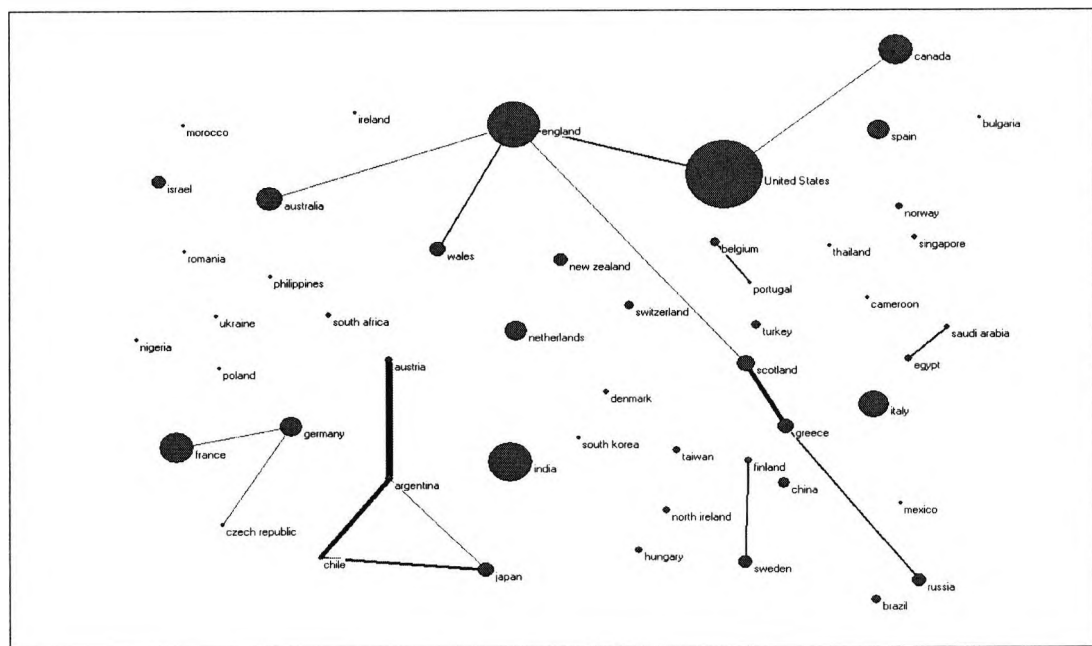 canada
ireland
bulgaria
morocco
england
spain
United States
israel
australia
norway
singapore
belgium
thailand
wales
romania
new zealand
philippines
portugal
cameroon
switzerland
ukraine
south africa
turkey
saudi arabia
netherlands
nigeria
scotland
egypt
austria
poland
denmark
italy
germany
greece
south korea
france
taiwan
finland
india
argentina
china
mexico
north ireland
czech republic
hungary
chile
sweden
japan
russia
brazil